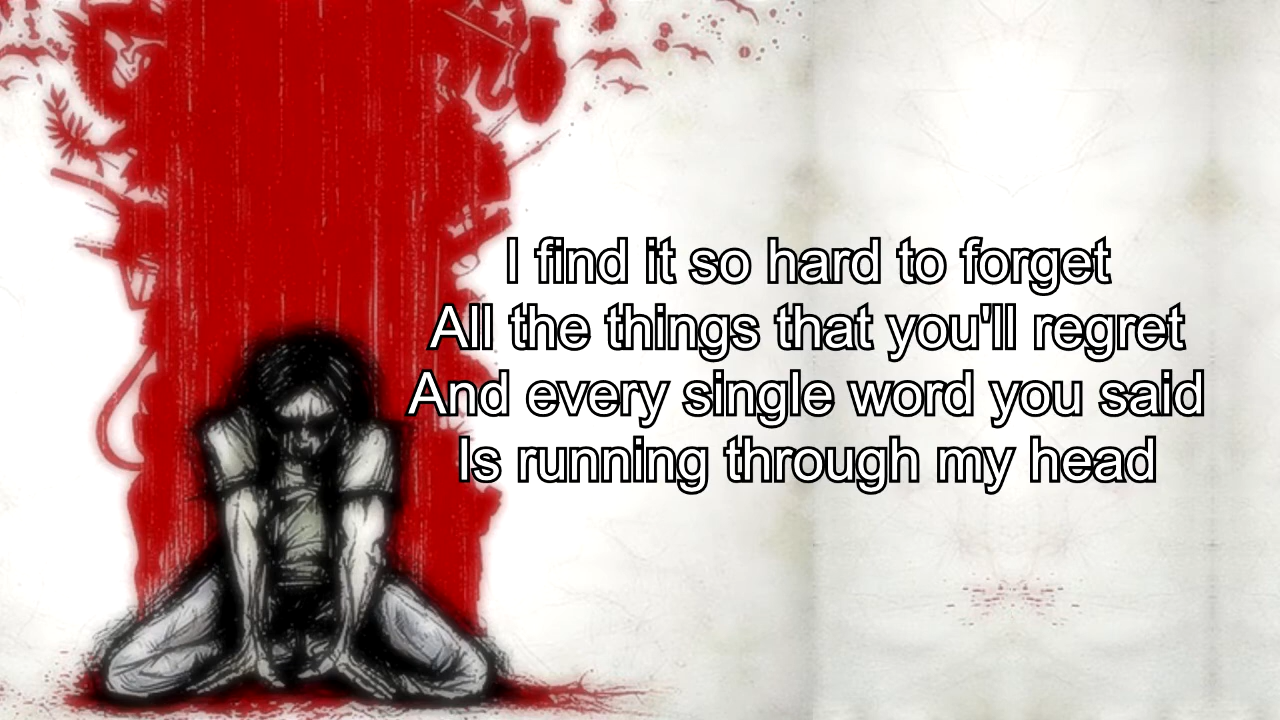 I find it so hard to forget
All the things that you'll regret
And every single word you said
Is running through my head